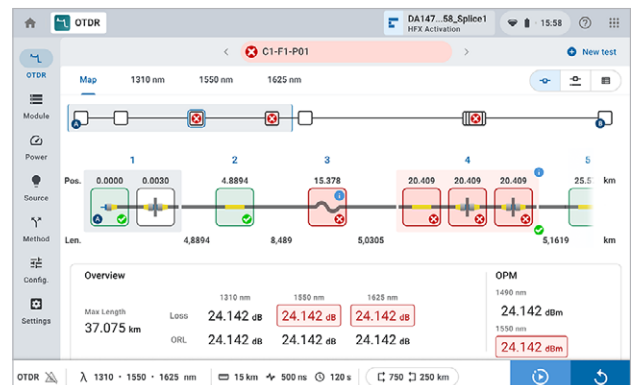 OTDR
DA147...58_Splice1
HFX Activation
15:58
C1-F1-P01
New test
OTDR
Map
1310 nm
1550 nm
1625 nm
Module
A
B
Power
1
2
3
4
5
Pos.
0.0000
0.0030
4.8894
15.378
20.409
20.409
20.409
km
Source
A
Method
Len.
4,8894
8,489
5,0305
5,1619
km
Config.
Overview
OPM
1310 nm
1550 nm
1625 nm
1490 nm
Max Length
Loss
24.142 dB
24.142 dB
24.142 dB
24.142 dBm
Settings
37.075 km
1550 nm
ORL
24.142 dB
24.142 dB
24.142 dB
24.142 dBm
OTDR
λ 1310 · 1550 · 1625 nm
15 km
500 ns
120 s
750
250 km